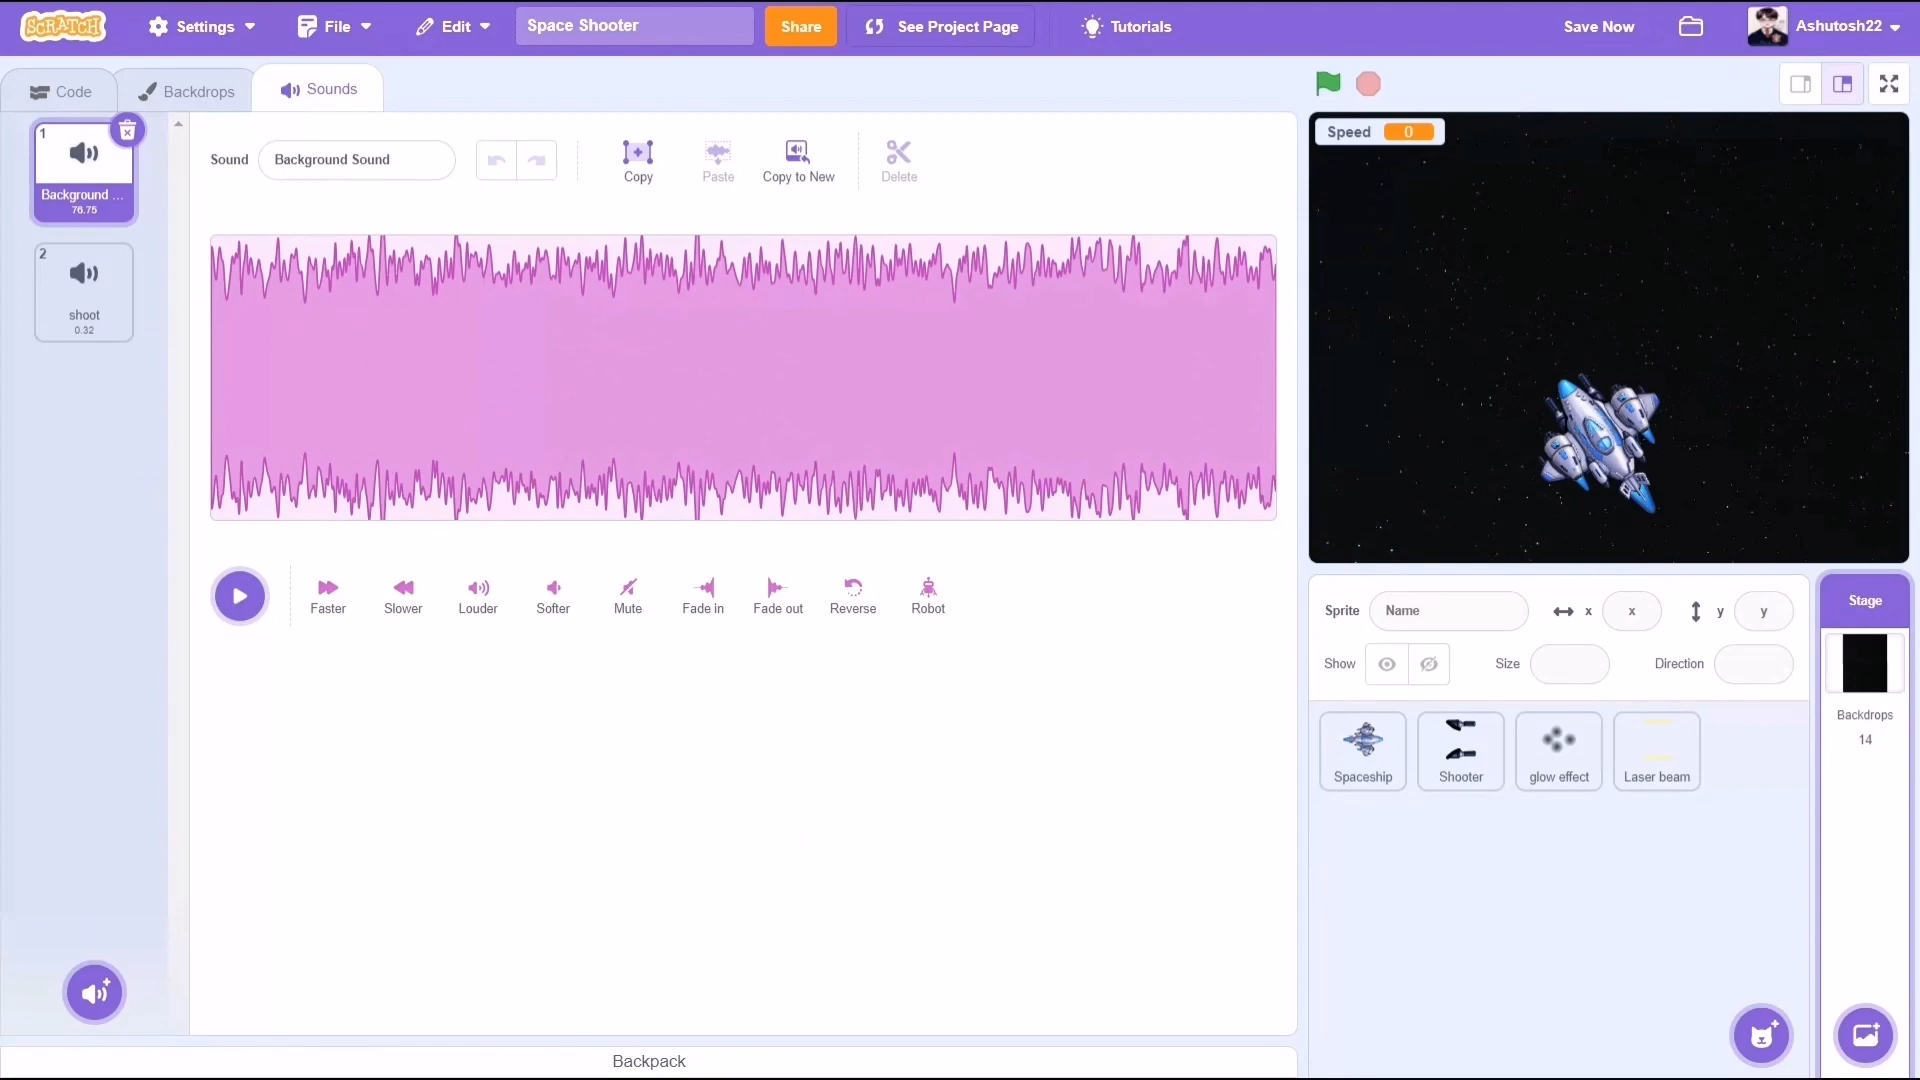 SCRATCH Settings File Edit Space Shooter Share See Project Page Tutorials Save Now Ashutosh22
Code Backdrops Sounds
1
Background ...
76.75
2
shoot
0.32
Sound Background Sound Copy Paste Copy to New Delete
Faster Slower Louder Softer Mute Fade in Fade out Reverse Robot
Speed 0
Sprite Name x x y y
Show Size Direction
Spaceship Shooter glow effect Laser beam
Stage
Backdrops
14
Backpack